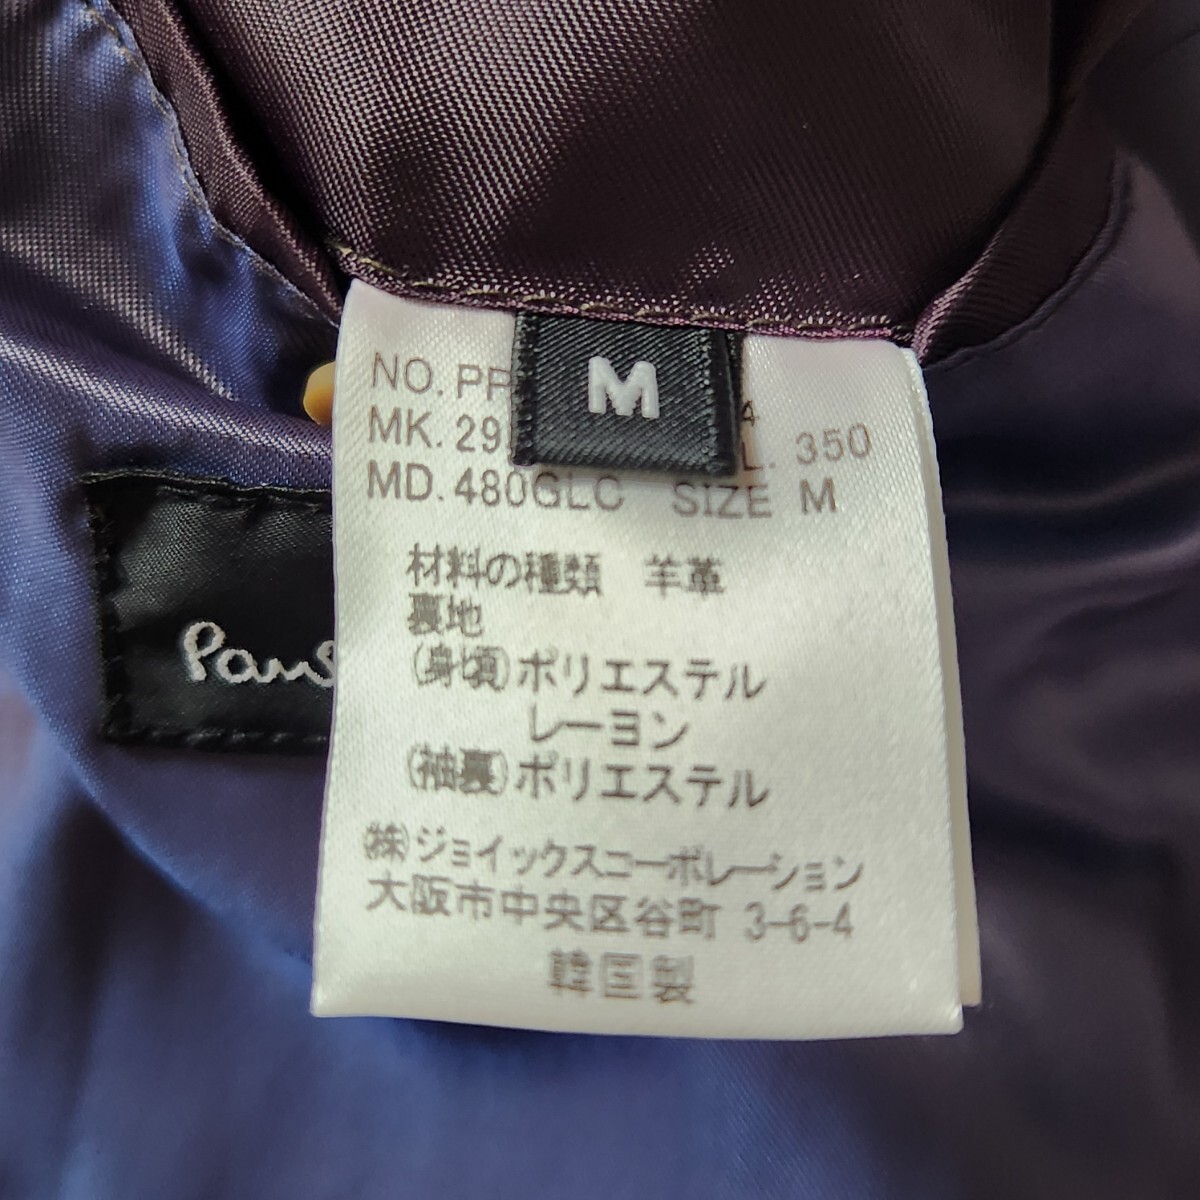 M
NO. PP 4
MK. 29 L. 350
MD. 480GLC SIZE M
材料の種類 羊革
裏地
(身頃)ポリエステル
レーヨン
(袖裏)ポリエステル
㈱ジョイックスコーポレーション
大阪市中央区谷町 3-6-4
韓国製
PaulS